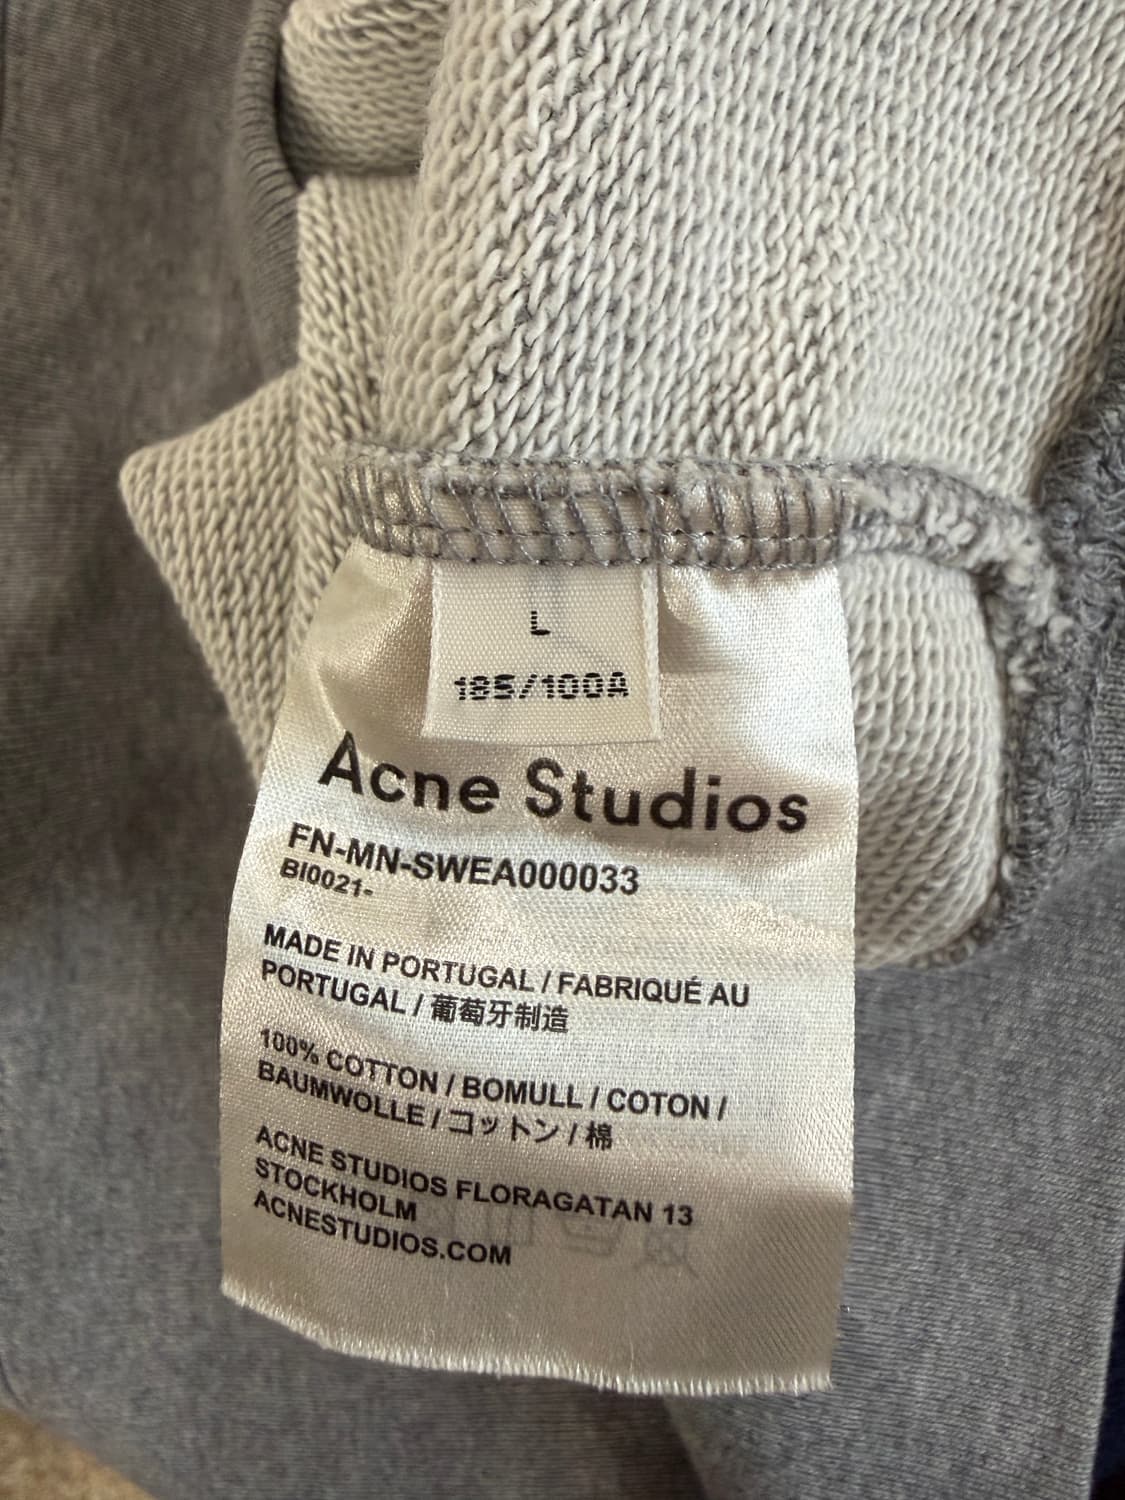 L
185/100A
Acne Studios
FN-MN-SWEA000033
BI0021-
MADE IN PORTUGAL / FABRIQUÉ AU
PORTUGAL / 葡萄牙制造
100% COTTON / BOMULL / COTON /
BAUMWOLLE / コットン / 棉
ACNE STUDIOS FLORAGATAN 13
STOCKHOLM
ACNESTUDIOS.COM